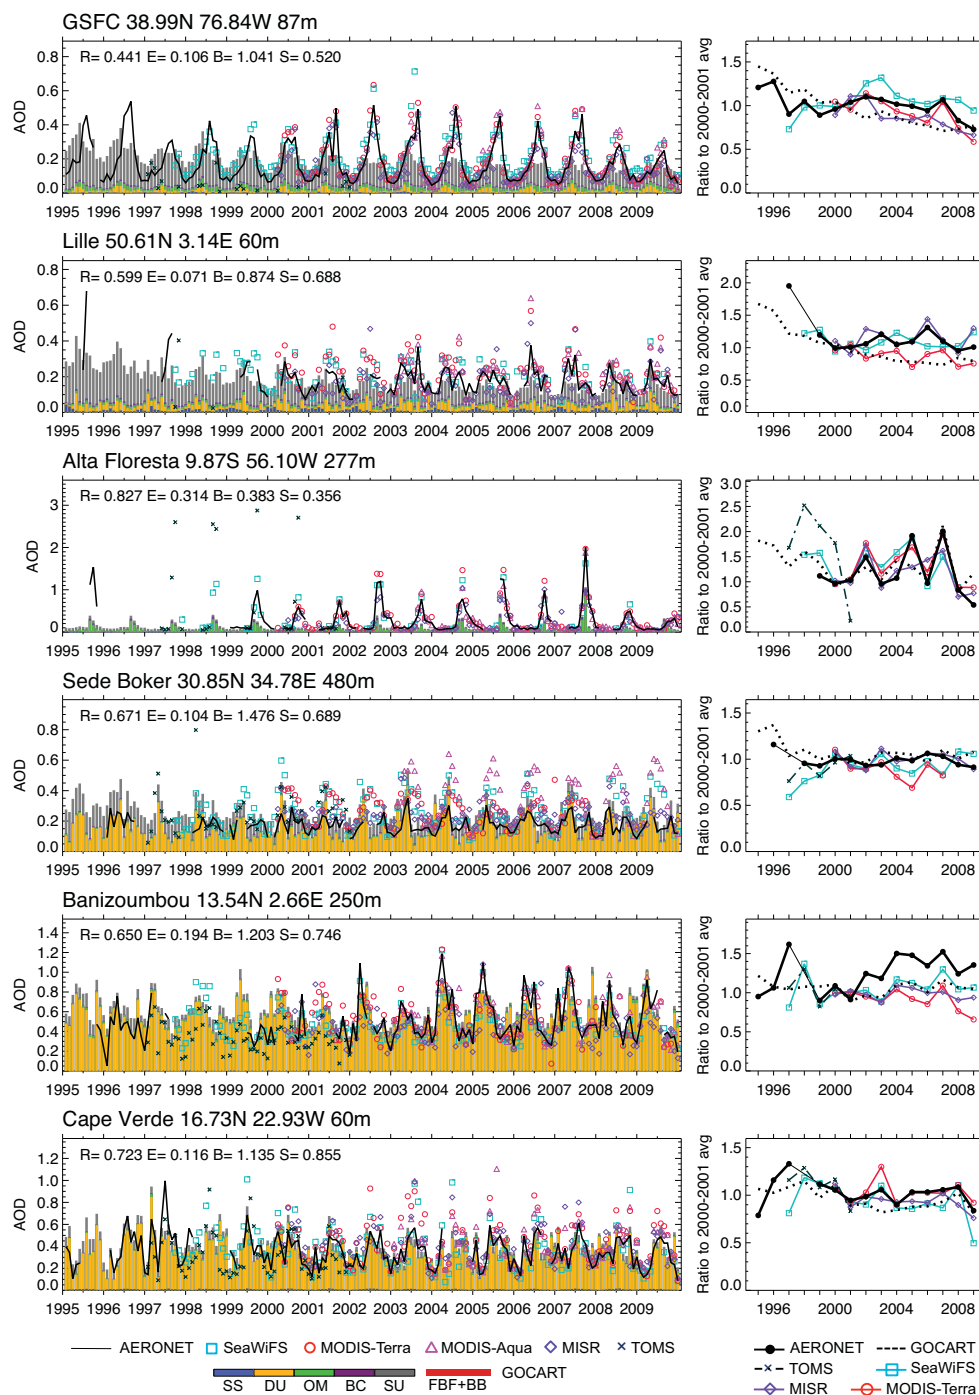 GSFC 38.99N 76.84W 87m
R= 0.441 E= 0.106 B= 1.041 S= 0.520
AOD
0.8
0.6
0.4
0.2
0.0
1995 1996 1997 1998 1999 2000 2001 2002 2003 2004 2005 2006 2007 2008 2009
Ratio to 2000-2001 avg
1.5
1.0
0.5
0.0
1996 2000 2004 2008
Lille 50.61N 3.14E 60m
R= 0.599 E= 0.071 B= 0.874 S= 0.688
AOD
0.8
0.6
0.4
0.2
0.0
1995 1996 1997 1998 1999 2000 2001 2002 2003 2004 2005 2006 2007 2008 2009
Ratio to 2000-2001 avg
2.0
1.5
1.0
0.5
0.0
1996 2000 2004 2008
Alta Floresta 9.87S 56.10W 277m
R= 0.827 E= 0.314 B= 0.383 S= 0.356
AOD
3
2
1
0
1995 1996 1997 1998 1999 2000 2001 2002 2003 2004 2005 2006 2007 2008 2009
Ratio to 2000-2001 avg
3.0
2.5
2.0
1.5
1.0
0.5
0.0
1996 2000 2004 2008
Sede Boker 30.85N 34.78E 480m
R= 0.671 E= 0.104 B= 1.476 S= 0.689
AOD
0.8
0.6
0.4
0.2
0.0
1995 1996 1997 1998 1999 2000 2001 2002 2003 2004 2005 2006 2007 2008 2009
Ratio to 2000-2001 avg
1.5
1.0
0.5
0.0
1996 2000 2004 2008
Banizoumbou 13.54N 2.66E 250m
R= 0.650 E= 0.194 B= 1.203 S= 0.746
AOD
1.4
1.2
1.0
0.8
0.6
0.4
0.2
0.0
1995 1996 1997 1998 1999 2000 2001 2002 2003 2004 2005 2006 2007 2008 2009
Ratio to 2000-2001 avg
1.5
1.0
0.5
0.0
1996 2000 2004 2008
Cape Verde 16.73N 22.93W 60m
R= 0.723 E= 0.116 B= 1.135 S= 0.855
AOD
1.2
1.0
0.8
0.6
0.4
0.2
0.0
1995 1996 1997 1998 1999 2000 2001 2002 2003 2004 2005 2006 2007 2008 2009
Ratio to 2000-2001 avg
1.5
1.0
0.5
0.0
1996 2000 2004 2008
AERONET SeaWiFS MODIS-Terra MODIS-Aqua MISR TOMS
SS DU OM BC SU FBF+BB GOCART
AERONET GOCART
TOMS SeaWiFS
MISR MODIS-Terra